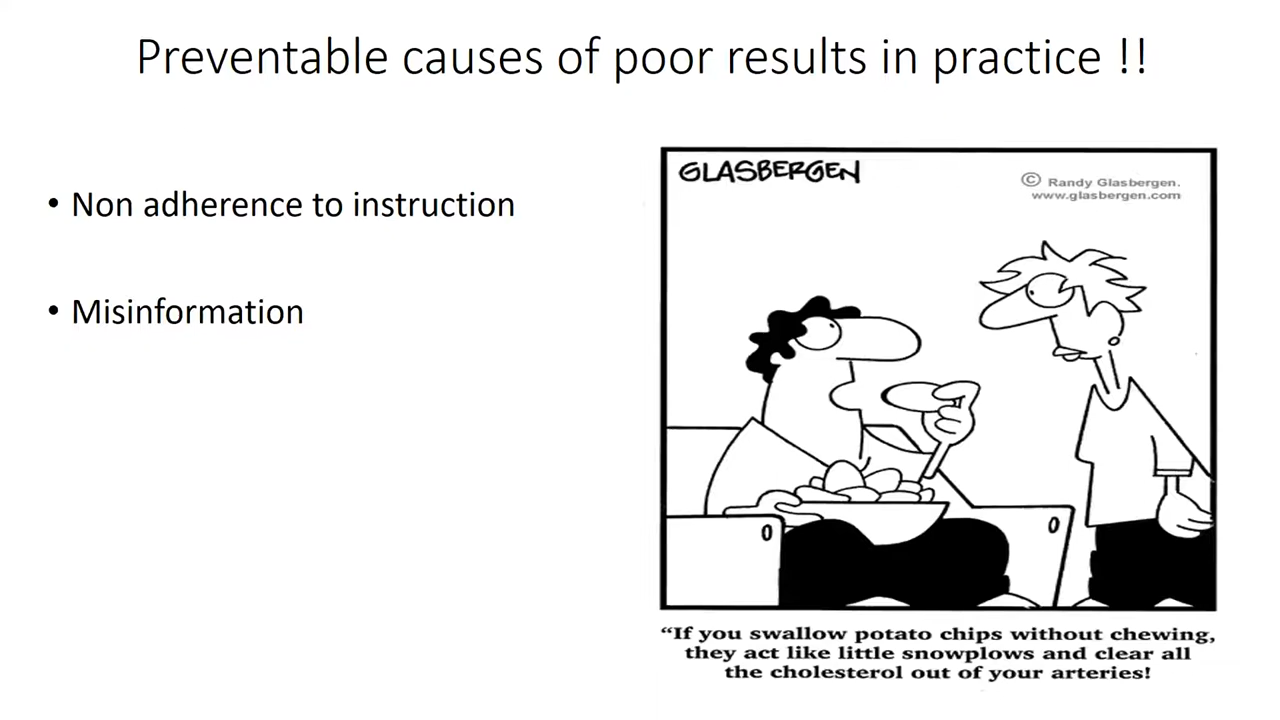 Preventable causes of poor results in practice !!
• Non adherence to instruction
• Misinformation
GLASBERGEN
© Randy Glasbergen.
www.glasbergen.com
“If you swallow potato chips without chewing,
they act like little snowplows and clear all
the cholesterol out of your arteries!